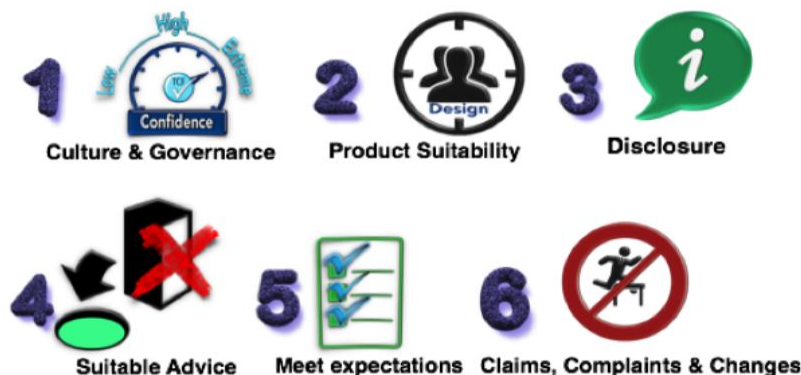 1
Low High Extreme
TCF
Confidence
Culture & Governance
2
Design
Product Suitability
3
i
Disclosure
4
Suitable Advice
5
Meet expectations
6
Claims, Complaints & Changes